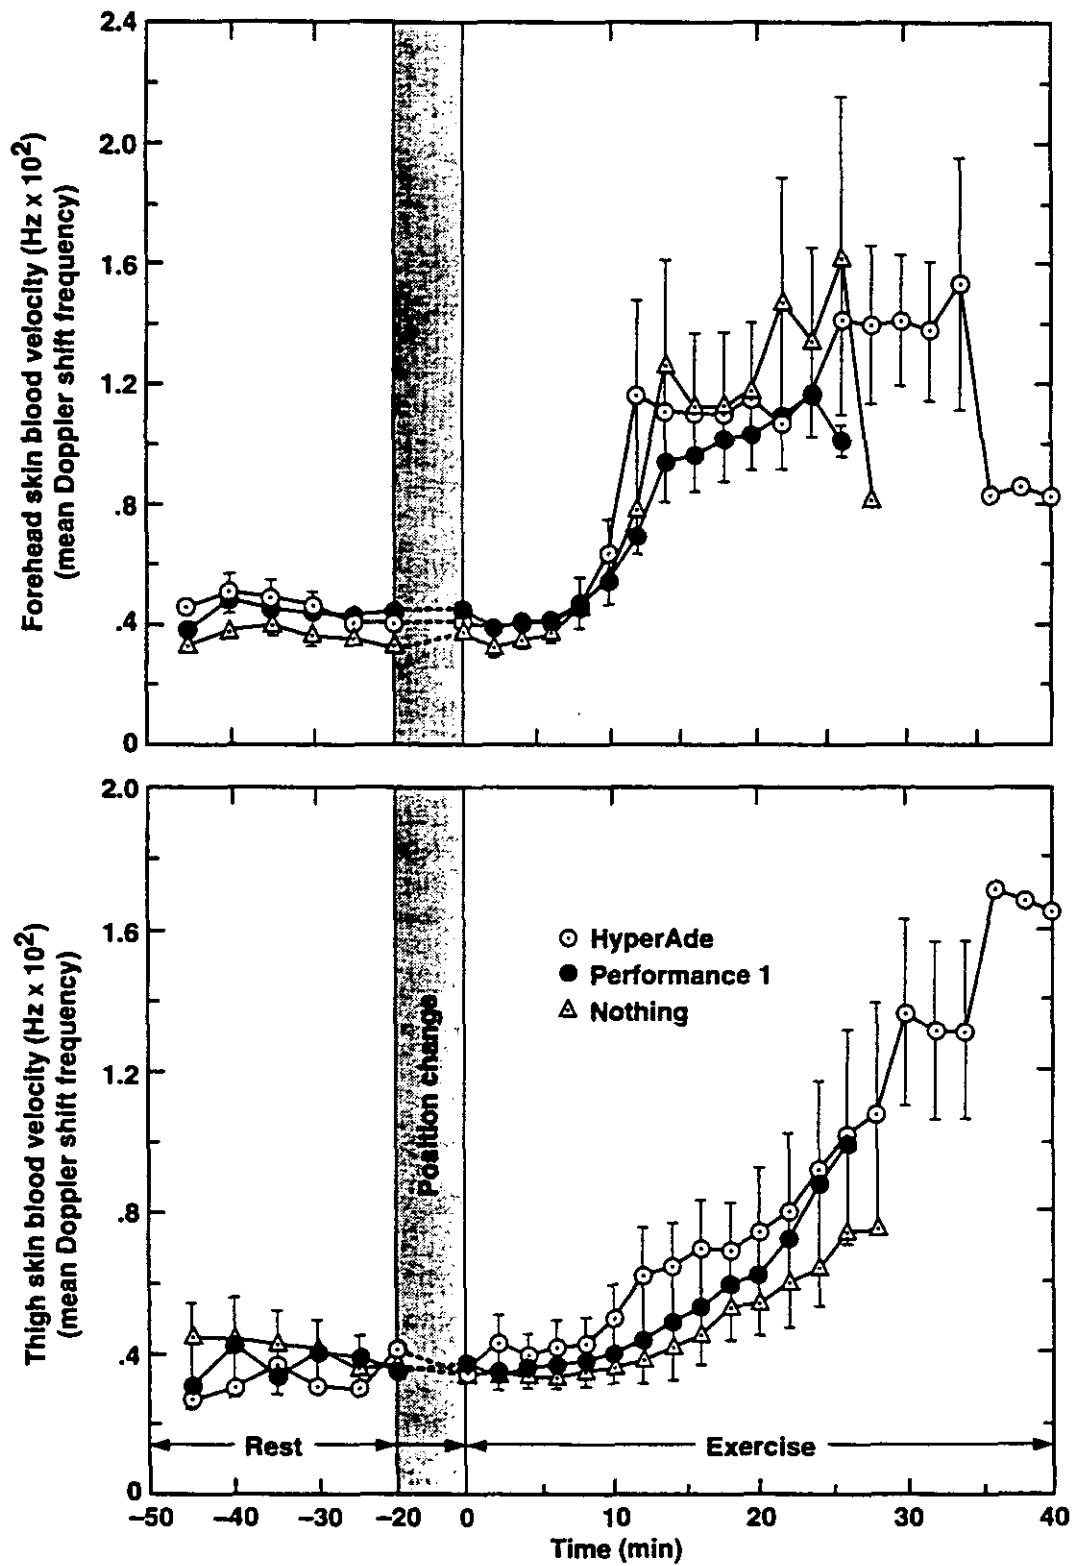 2.4
2.0
1.6
1.2
.8
.4
0
Forehead skin blood velocity (Hz x 10²)
(mean Doppler shift frequency)
2.0
1.6
1.2
.8
.4
0
Thigh skin blood velocity (Hz x 10²)
(mean Doppler shift frequency)
HyperAde
Performance 1
Nothing
Position change
Rest
Exercise
–50 –40 –30 –20 0 10 20 30 40
Time (min)